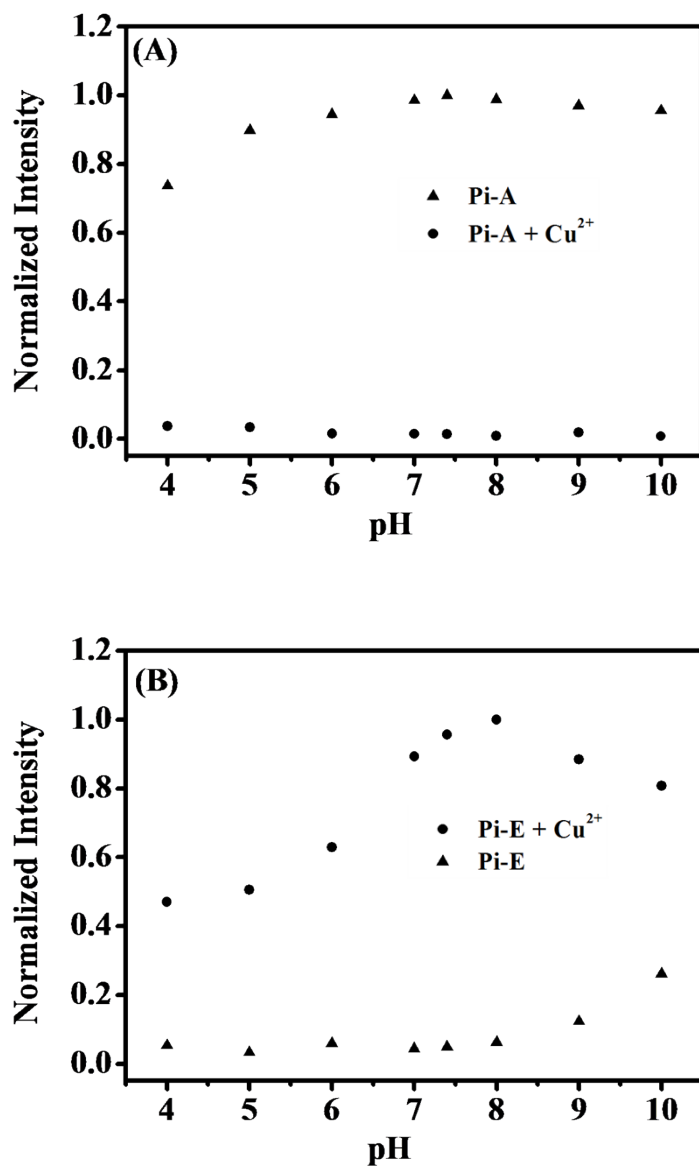 (A)
Normalized Intensity
1.2
1.0
0.8
0.6
0.4
0.2
0.0
Pi-A
Pi-A + Cu²⁺
4 5 6 7 8 9 10
pH
(B)
Normalized Intensity
1.2
1.0
0.8
0.6
0.4
0.2
0.0
Pi-E + Cu²⁺
Pi-E
4 5 6 7 8 9 10
pH